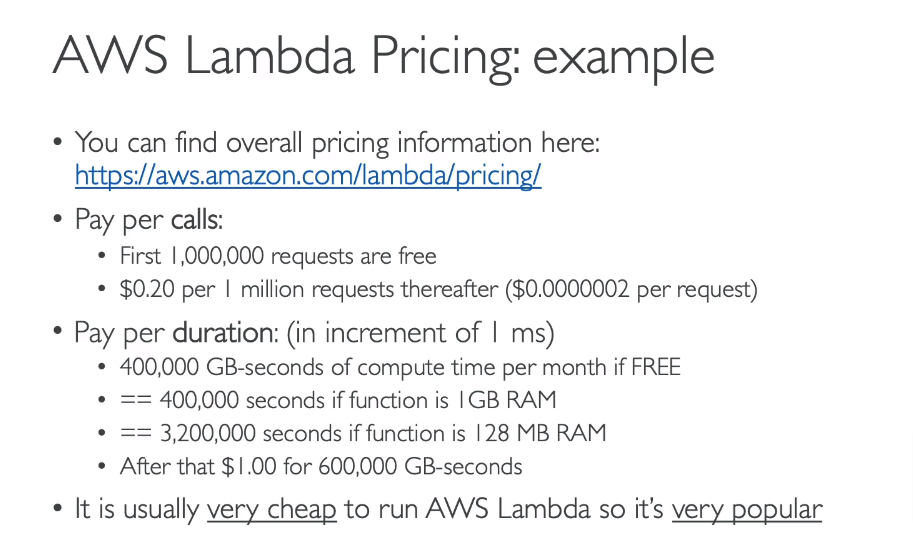 AWS Lambda Pricing: example
• You can find overall pricing information here:
https://aws.amazon.com/lambda/pricing/
• Pay per calls:
• First 1,000,000 requests are free
• $0.20 per 1 million requests thereafter ($0.0000002 per request)
• Pay per duration: (in increment of 1 ms)
• 400,000 GB-seconds of compute time per month if FREE
• == 400,000 seconds if function is 1GB RAM
• == 3,200,000 seconds if function is 128 MB RAM
• After that $1.00 for 600,000 GB-seconds
• It is usually very cheap to run AWS Lambda so it's very popular